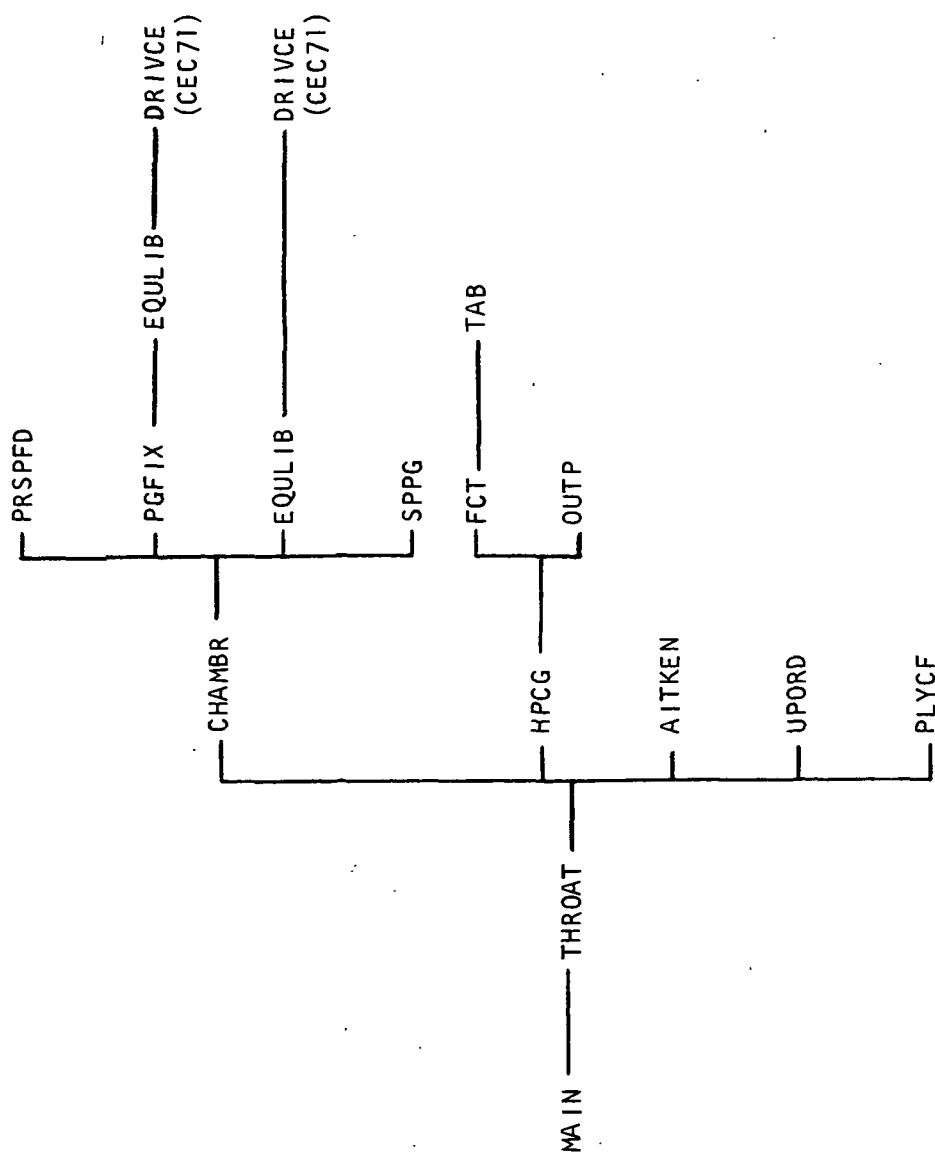 MAIN
THROAT
CHAMBR
PRSPFD
PGFIX
EQULIB
DRIVCE
(CEC71)
EQULIB
DRIVCE
(CEC71)
SPPG
HPCG
FCT
TAB
OUTP
AITKEN
UPORD
PLYCF